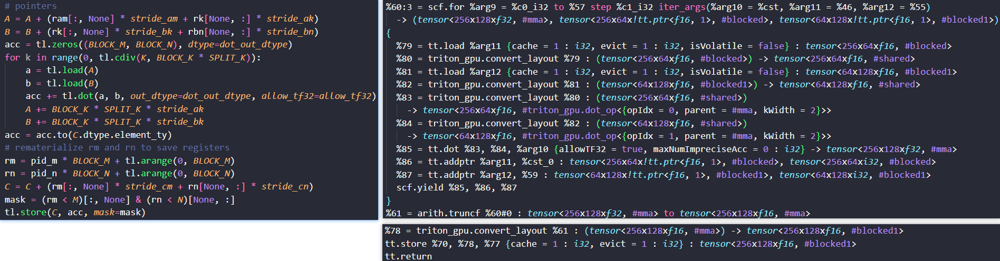 # pointers
A = A + (ram[:, None] * stride_am + rk[None, :] * stride_ak)
B = B + (rk[:, None] * stride_bk + rbn[None, :] * stride_bn)
acc = tl.zeros((BLOCK_M, BLOCK_N), dtype=dot_out_dtype)
for k in range(0, tl.cdiv(K, BLOCK_K * SPLIT_K)):
    a = tl.load(A)
    b = tl.load(B)
    acc += tl.dot(a, b, out_dtype=dot_out_dtype, allow_tf32=allow_tf32)
    A += BLOCK_K * SPLIT_K * stride_ak
    B += BLOCK_K * SPLIT_K * stride_bk
acc = acc.to(C.dtype.element_ty)
# rematerialize rm and rn to save registers
rm = pid_m * BLOCK_M + tl.arange(0, BLOCK_M)
rn = pid_n * BLOCK_N + tl.arange(0, BLOCK_N)
C = C + (rm[:, None] * stride_cm + rn[None, :] * stride_cn)
mask = (rm < M)[:, None] & (rn < N)[None, :]
tl.store(C, acc, mask=mask)
%60:3 = scf.for %arg9 = %c0_i32 to %57 step %c1_i32 iter_args(%arg10 = %cst, %arg11 = %46, %arg12 = %55)
  -> (tensor<256x128xf32, #mma>, tensor<256x64x!tt.ptr<f16, 1>, #blocked>, tensor<64x128x!tt.ptr<f16, 1>, #blocked1>)
{
  %79 = tt.load %arg11 {cache = 1 : i32, evict = 1 : i32, isVolatile = false} : tensor<256x64xf16, #blocked>
  %80 = triton_gpu.convert_layout %79 : (tensor<256x64xf16, #blocked>) -> tensor<256x64xf16, #shared>
  %81 = tt.load %arg12 {cache = 1 : i32, evict = 1 : i32, isVolatile = false} : tensor<64x128xf16, #blocked1>
  %82 = triton_gpu.convert_layout %81 : (tensor<64x128xf16, #blocked1>) -> tensor<64x128xf16, #shared>
  %83 = triton_gpu.convert_layout %80 : (tensor<256x64xf16, #shared>)
    -> tensor<256x64xf16, #triton_gpu.dot_op<{opIdx = 0, parent = #mma, kWidth = 2}>>
  %84 = triton_gpu.convert_layout %82 : (tensor<64x128xf16, #shared>)
    -> tensor<64x128xf16, #triton_gpu.dot_op<{opIdx = 1, parent = #mma, kWidth = 2}>>
  %85 = tt.dot %83, %84, %arg10 {allowTF32 = true, maxNumImpreciseAcc = 0 : i32} -> tensor<256x128xf32, #mma>
  %86 = tt.addptr %arg11, %cst_0 : tensor<256x64x!tt.ptr<f16, 1>, #blocked>, tensor<256x64xi32, #blocked>
  %87 = tt.addptr %arg12, %59 : tensor<64x128x!tt.ptr<f16, 1>, #blocked1>, tensor<64x128xi32, #blocked1>
  scf.yield %85, %86, %87
}
%61 = arith.truncf %60#0 : tensor<256x128xf32, #mma> to tensor<256x128xf16, #mma>
%78 = triton_gpu.convert_layout %61 : (tensor<256x128xf16, #mma>) -> tensor<256x128xf16, #blocked1>
tt.store %70, %78, %77 {cache = 1 : i32, evict = 1 : i32} : tensor<256x128xf16, #blocked1>
tt.return